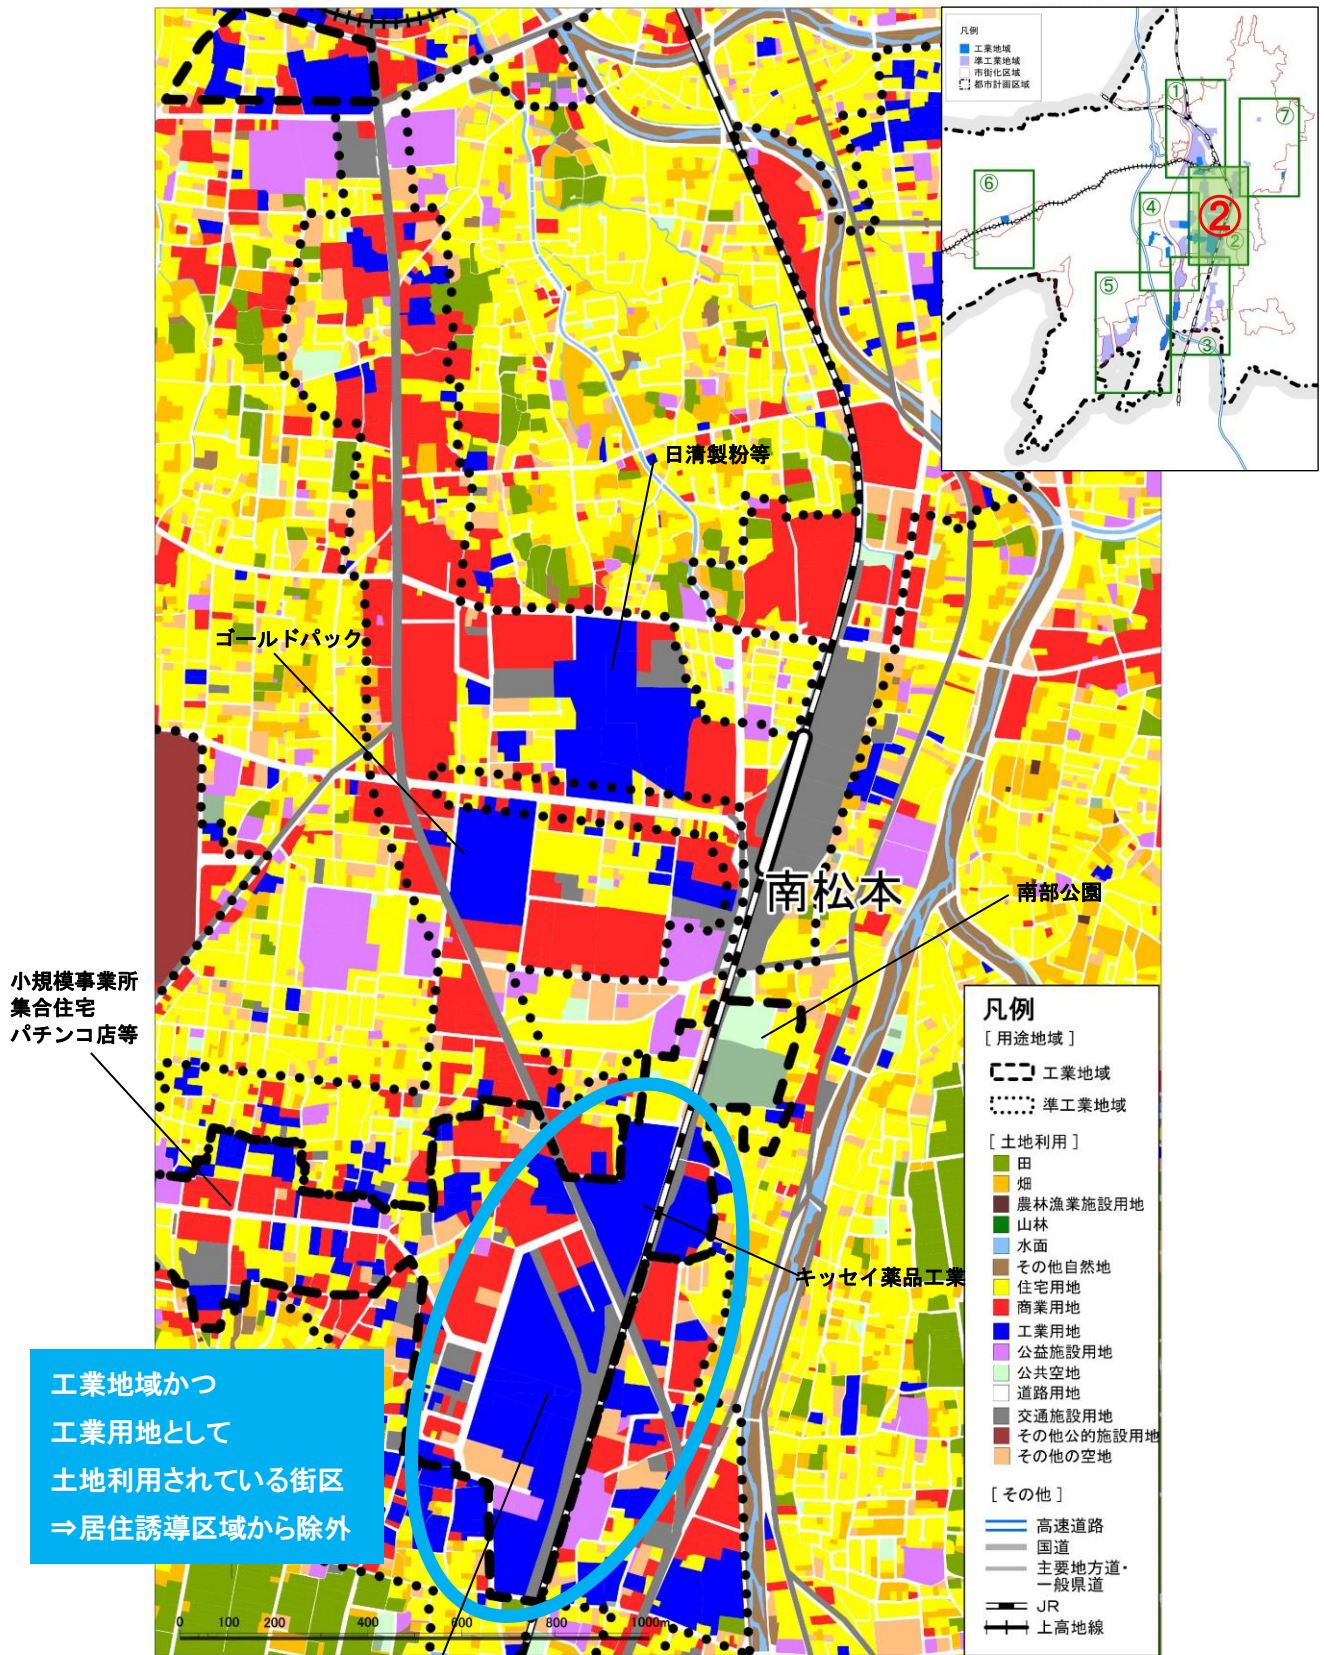 凡例
工業地域
準工業地域
市街化区域
都市計画区域
①
⑦
⑥
④
②
②
⑤
③
日清製粉等
ゴールドパック
南松本
南部公園
小規模事業所
集合住宅
パチンコ店等
キッセイ薬品工業
工業地域かつ
工業用地として
土地利用されている街区
⇒居住誘導区域から除外
0 100 200 400 600 800 1000m
凡例
[ 用途地域 ]
工業地域
準工業地域
[ 土地利用 ]
田
畑
農林漁業施設用地
山林
水面
その他自然地
住宅用地
商業用地
工業用地
公益施設用地
公共空地
道路用地
交通施設用地
その他公的施設用地
その他の空地
[ その他 ]
高速道路
国道
主要地方道・
一般県道
JR
上高地線